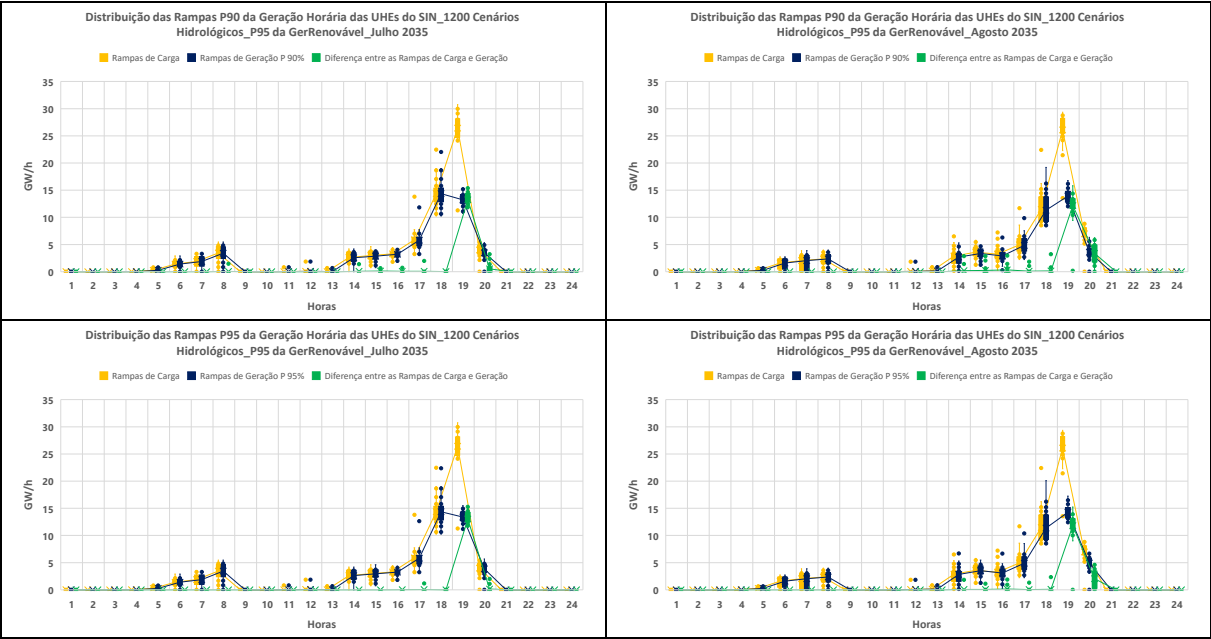 Distribuição das Rampas P90 da Geração Horária das UHEs do SIN_1200 Cenários
Hidrológicos_P95 da GerRenovável_Julho 2035
Rampas de Carga Rampas de Geração P 90% Diferença entre as Rampas de Carga e Geração
35
30
25
20
15
10
5
0
GW/h
1 2 3 4 5 6 7 8 9 10 11 12 13 14 15 16 17 18 19 20 21 22 23 24
Horas
Distribuição das Rampas P90 da Geração Horária das UHEs do SIN_1200 Cenários
Hidrológicos_P95 da GerRenovável_Agosto 2035
Rampas de Carga Rampas de Geração P 90% Diferença entre as Rampas de Carga e Geração
35
30
25
20
15
10
5
0
GW/h
1 2 3 4 5 6 7 8 9 10 11 12 13 14 15 16 17 18 19 20 21 22 23 24
Horas
Distribuição das Rampas P95 da Geração Horária das UHEs do SIN_1200 Cenários
Hidrológicos_P95 da GerRenovável_Julho 2035
Rampas de Carga Rampas de Geração P 95% Diferença entre as Rampas de Carga e Geração
35
30
25
20
15
10
5
0
GW/h
1 2 3 4 5 6 7 8 9 10 11 12 13 14 15 16 17 18 19 20 21 22 23 24
Horas
Distribuição das Rampas P95 da Geração Horária das UHEs do SIN_1200 Cenários
Hidrológicos_P95 da GerRenovável_Agosto 2035
Rampas de Carga Rampas de Geração P 95% Diferença entre as Rampas de Carga e Geração
35
30
25
20
15
10
5
0
GW/h
1 2 3 4 5 6 7 8 9 10 11 12 13 14 15 16 17 18 19 20 21 22 23 24
Horas